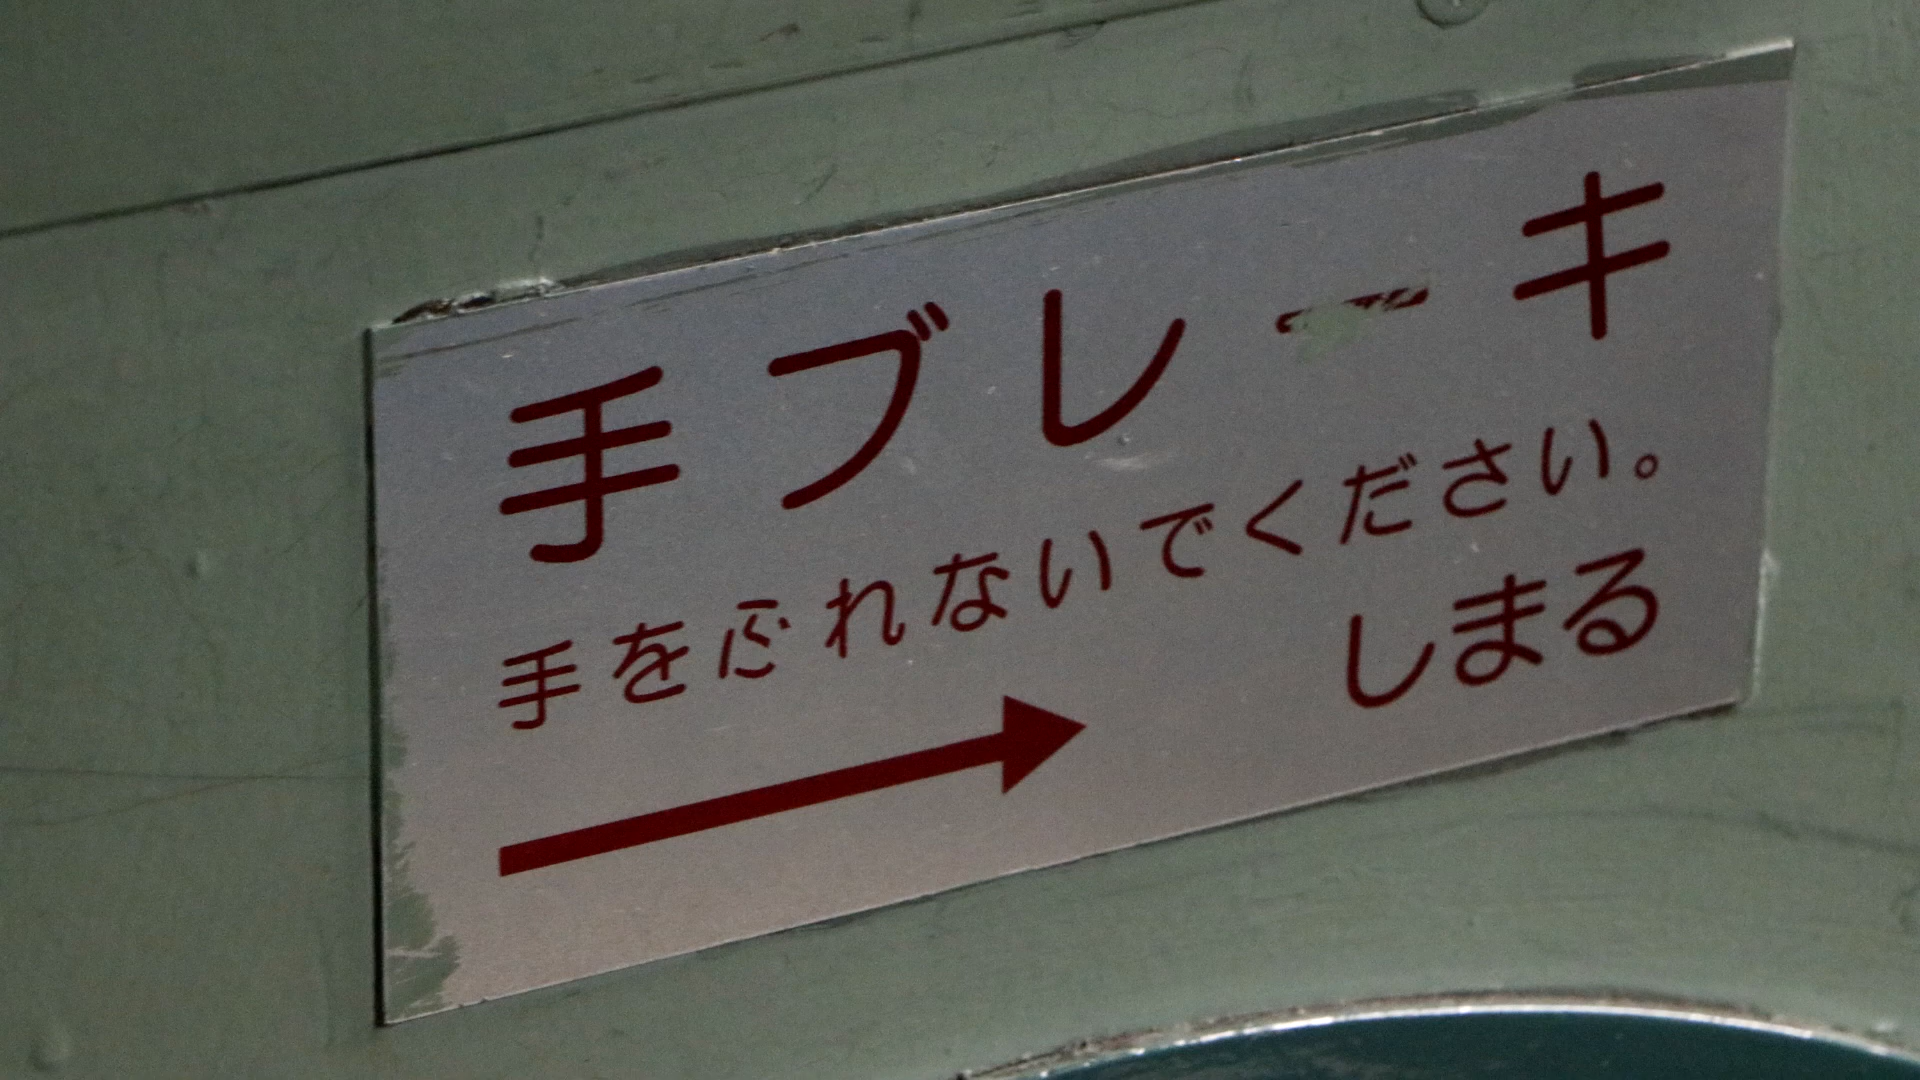 手ブレーキ
手をふれないでください。
しまる